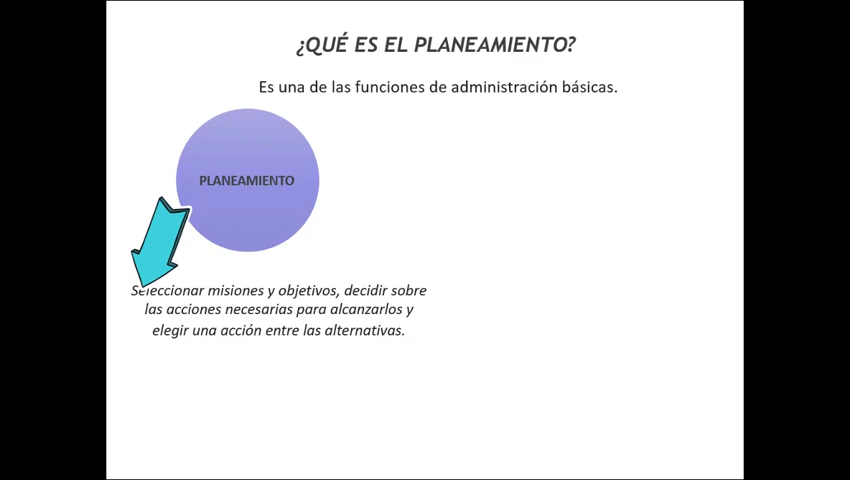 ¿QUÉ ES EL PLANEAMIENTO?
Es una de las funciones de administración básicas.
PLANEAMIENTO
Seleccionar misiones y objetivos, decidir sobre
las acciones necesarias para alcanzarlos y
elegir una acción entre las alternativas.